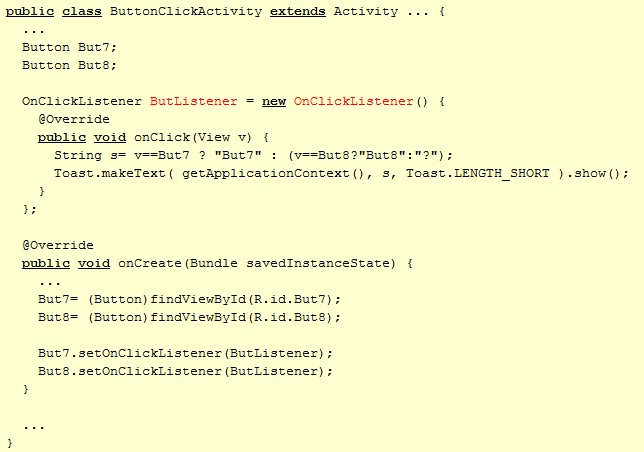 public class ButtonClickActivity extends Activity ... {
  ...
  Button But7;
  Button But8;

  OnClickListener ButListener = new OnClickListener() {
    @Override
    public void onClick(View v) {
      String s= v==But7 ? "But7" : (v==But8?"But8":"?");
      Toast.makeText( getApplicationContext(), s, Toast.LENGTH_SHORT ).show();
    }
  };

  @Override
  public void onCreate(Bundle savedInstanceState) {
    ...
    But7= (Button)findViewById(R.id.But7);
    But8= (Button)findViewById(R.id.But8);

    But7.setOnClickListener(ButListener);
    But8.setOnClickListener(ButListener);
  }

  ...
}